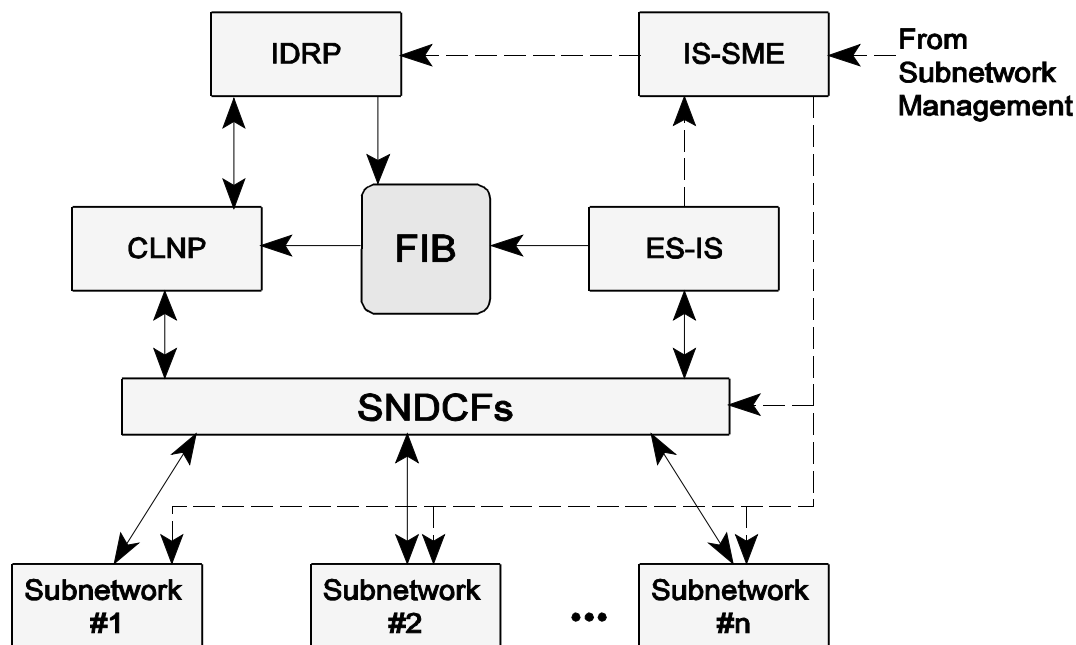 IDRP
IS-SME
From
Subnetwork
Management
CLNP
FIB
ES-IS
SNDCFs
Subnetwork
#1
Subnetwork
#2
•••
Subnetwork
#n